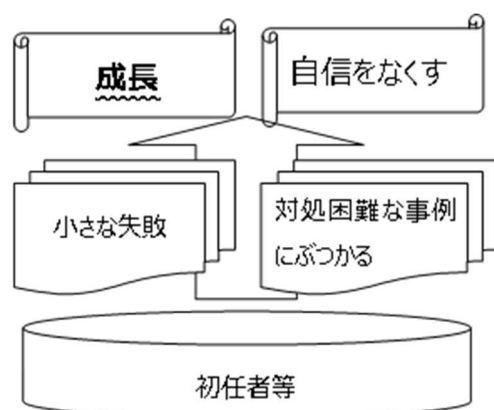 成長
自信をなくす
小さな失敗
対処困難な事例
にぶつかる
初任者等